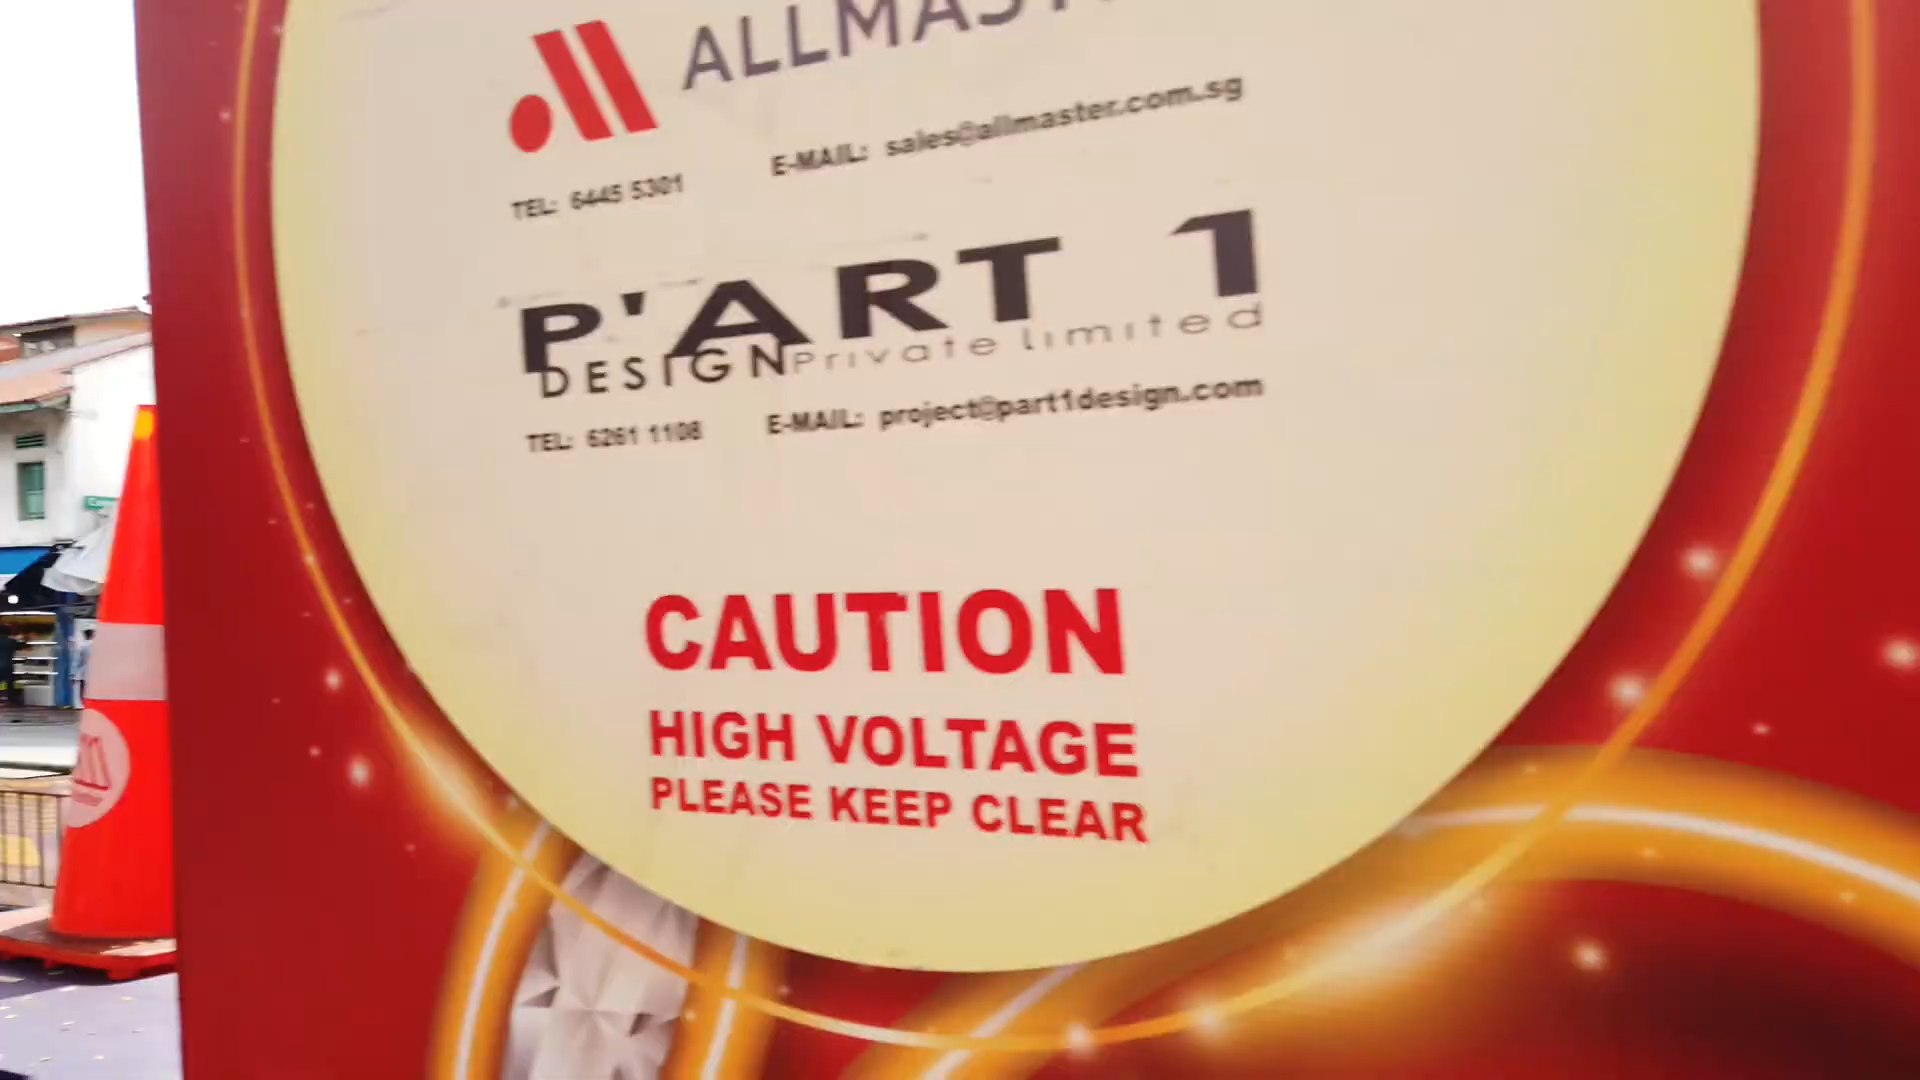 TEL: 6445 5301 E-MAIL: sales@allmaster.com.sg
P'ART 1
DESIGN Private limited
TEL: 6261 1108 E-MAIL: project@part1design.com
CAUTION
HIGH VOLTAGE
PLEASE KEEP CLEAR